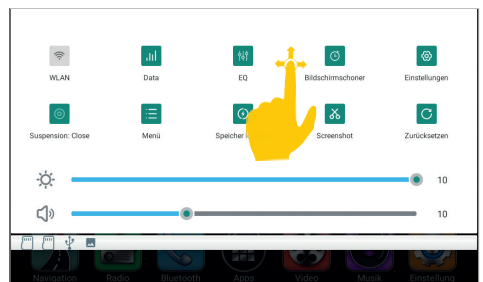 WLAN Data EQ Bildschirmschoner Einstellungen
Suspension: Close Menü Speicher Screenshot Zurücksetzen
10
10
Navigation Radio Bluetooth Apps Video Musik Einstellung